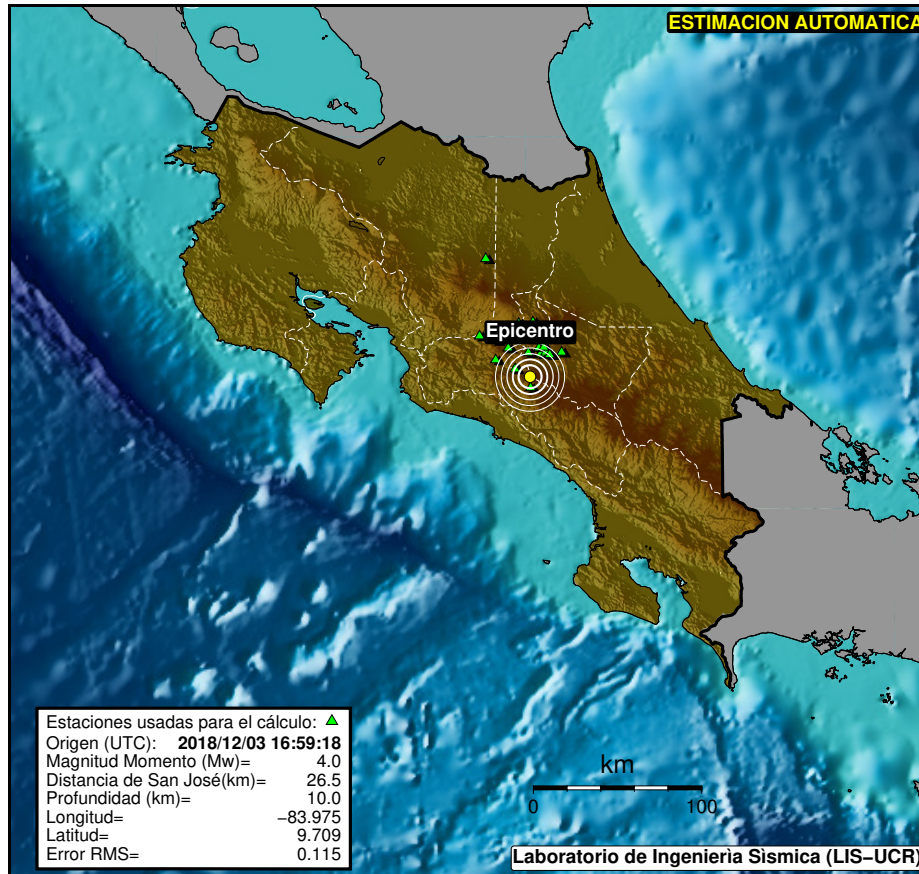 ESTIMACION AUTOMATICA
Epicentro
Estaciones usadas para el cálculo:
Origen (UTC): 2018/12/03 16:59:18
Magnitud Momento (Mw)= 4.0
Distancia de San José(km)= 26.5
Profundidad (km)= 10.0
Longitud= −83.975
Latitud= 9.709
Error RMS= 0.115
km
0 100
Laboratorio de Ingenierìa Sìsmica (LIS−UCR)